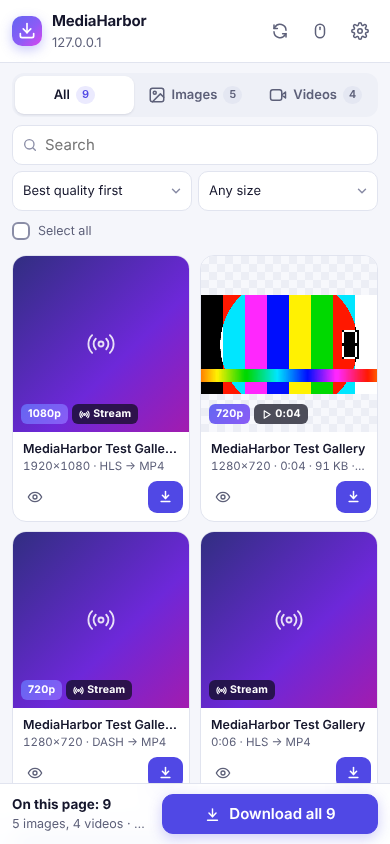 MediaHarbor
127.0.0.1
All 9
Images 5
Videos 4
Search
Best quality first
Any size
Select all
1080p
Stream
720p
0:04
MediaHarbor Test Galle...
1920×1080 · HLS → MP4
MediaHarbor Test Gallery
1280×720 · 0:04 · 91 KB ·...
720p
Stream
Stream
MediaHarbor Test Galle...
1280×720 · DASH → MP4
MediaHarbor Test Gallery
0:06 · HLS → MP4
On this page: 9
5 images, 4 videos · ...
Download all 9